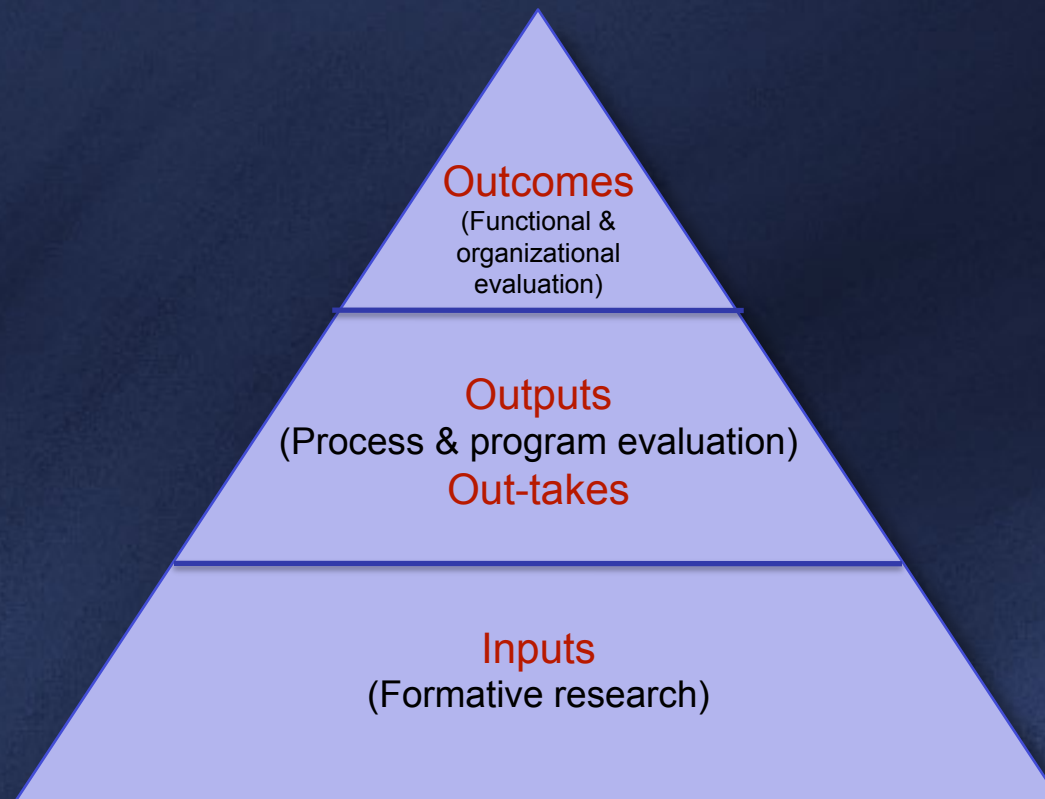 Outcomes
(Functional &
organizational
evaluation)
Outputs
(Process & program evaluation)
Out-takes
Inputs
(Formative research)